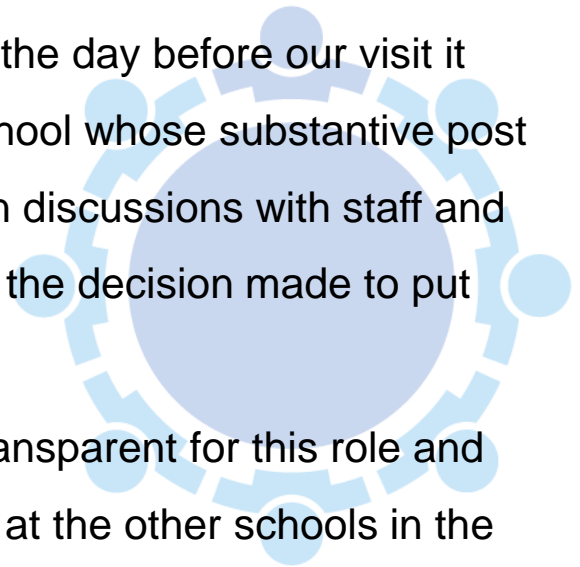 the day before our visit it
hool whose substantive post
n discussions with staff and
the decision made to put
ansparent for this role and
at the other schools in the